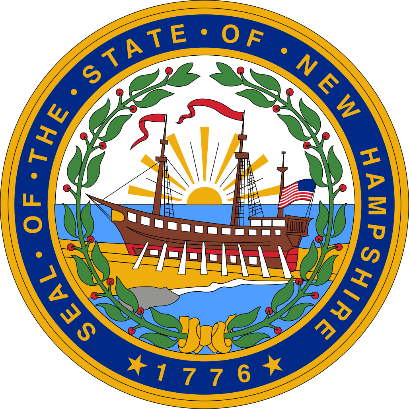 SEAL • OF • THE • STATE • OF • NEW HAMPSHIRE
★ 1776 ★